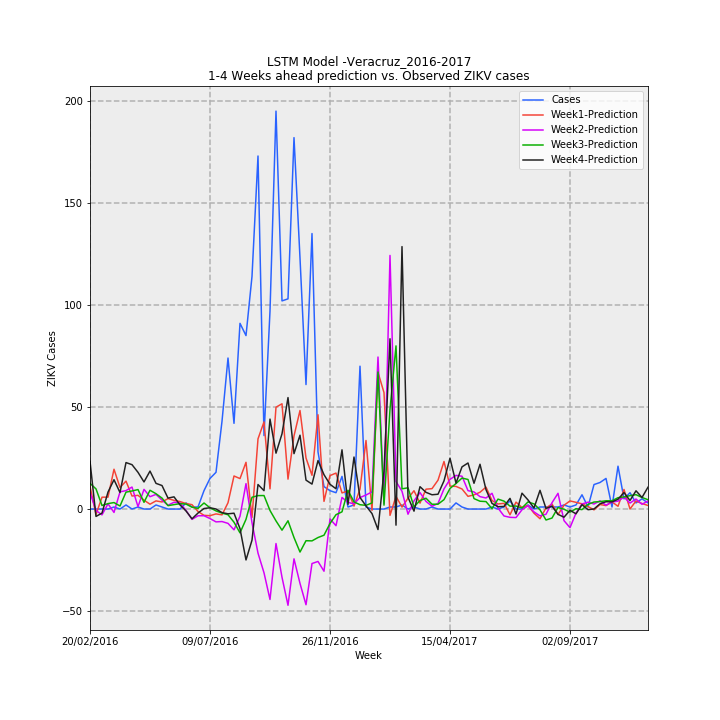 LSTM Model -Veracruz_2016-2017
1-4 Weeks ahead prediction vs. Observed ZIKV cases
Cases
Week1-Prediction
Week2-Prediction
Week3-Prediction
Week4-Prediction
200
150
100
50
0
−50
ZIKV Cases
20/02/2016 09/07/2016 26/11/2016 15/04/2017 02/09/2017
Week